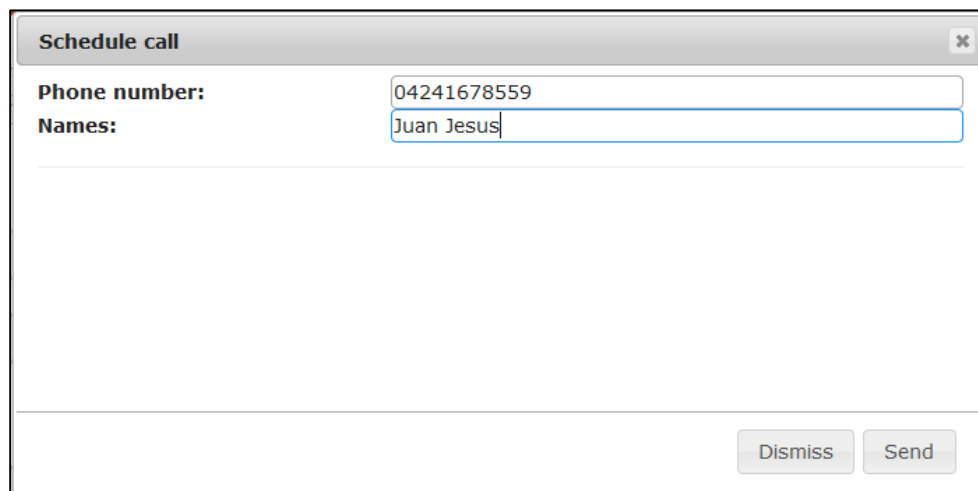 Schedule call
Phone number: 04241678559
Names: Juan Jesus
Dismiss Send